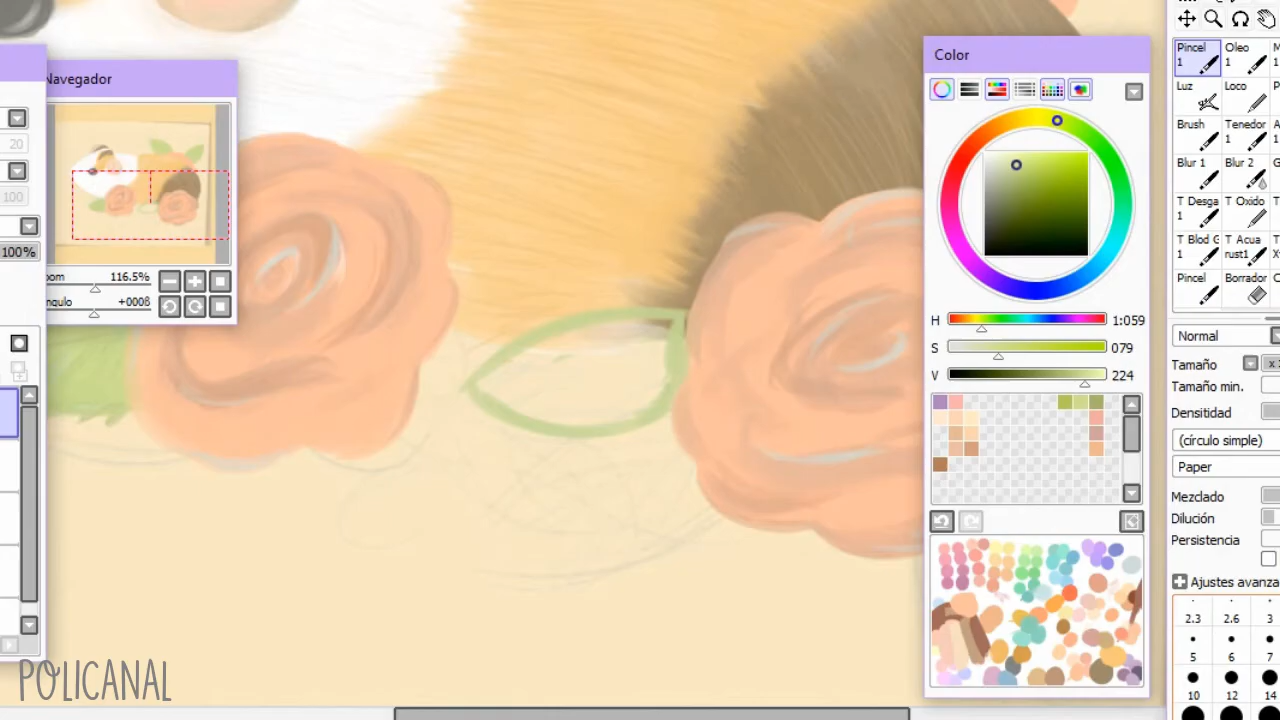 Navegador
20
100
100%
oom 116.5%
ngulo +0008
Color
H 1:059
S 079
V 224
Pincel 1
Oleo 1
Luz
Loco
Brush
Tenedor 1
Blur 1
Blur 2
T Desga 1
T Oxido
T Blod G 1
T Acua rust1
Pincel
Borrador
Normal
Tamaño
Tamaño min.
Densitidad
(círculo simple)
Paper
Mezclado
Dilución
Persistencia
Ajustes avanza
2.3 2.6 3
5 6 7
10 12 14
POLICANAL